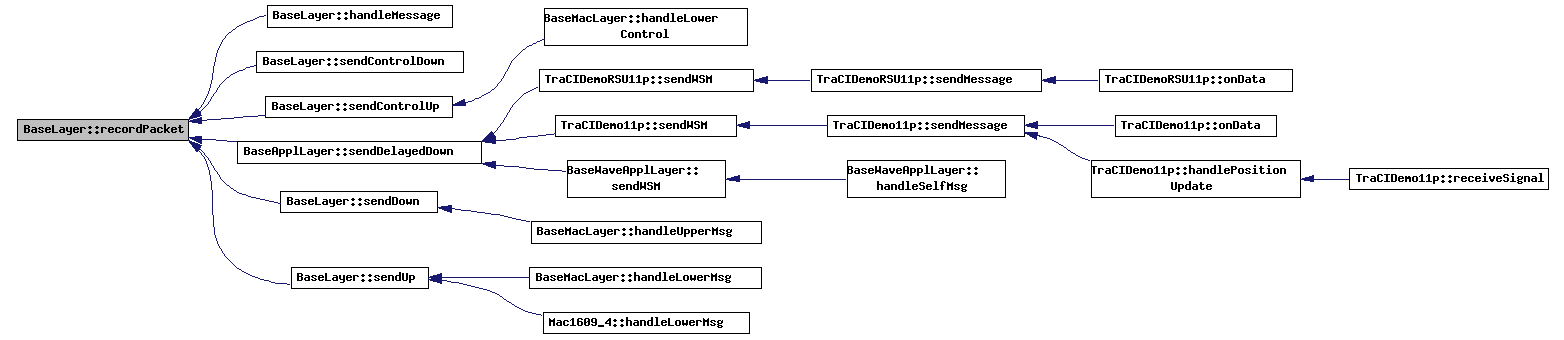 BaseLayer::handleMessage
BaseMacLayer::handleLower
Control
BaseLayer::sendControlDown
TraCIDemoRSU11p::sendWSM
TraCIDemoRSU11p::sendMessage
TraCIDemoRSU11p::onData
BaseLayer::sendControlUp
BaseLayer::recordPacket
TraCIDemo11p::sendWSM
TraCIDemo11p::sendMessage
TraCIDemo11p::onData
BaseApplLayer::sendDelayedDown
BaseWaveApplLayer::
sendWSM
BaseWaveApplLayer::
handleSelfMsg
TraCIDemo11p::handlePosition
Update
TraCIDemo11p::receiveSignal
BaseLayer::sendDown
BaseMacLayer::handleUpperMsg
BaseLayer::sendUp
BaseMacLayer::handleLowerMsg
Mac1609_4::handleLowerMsg